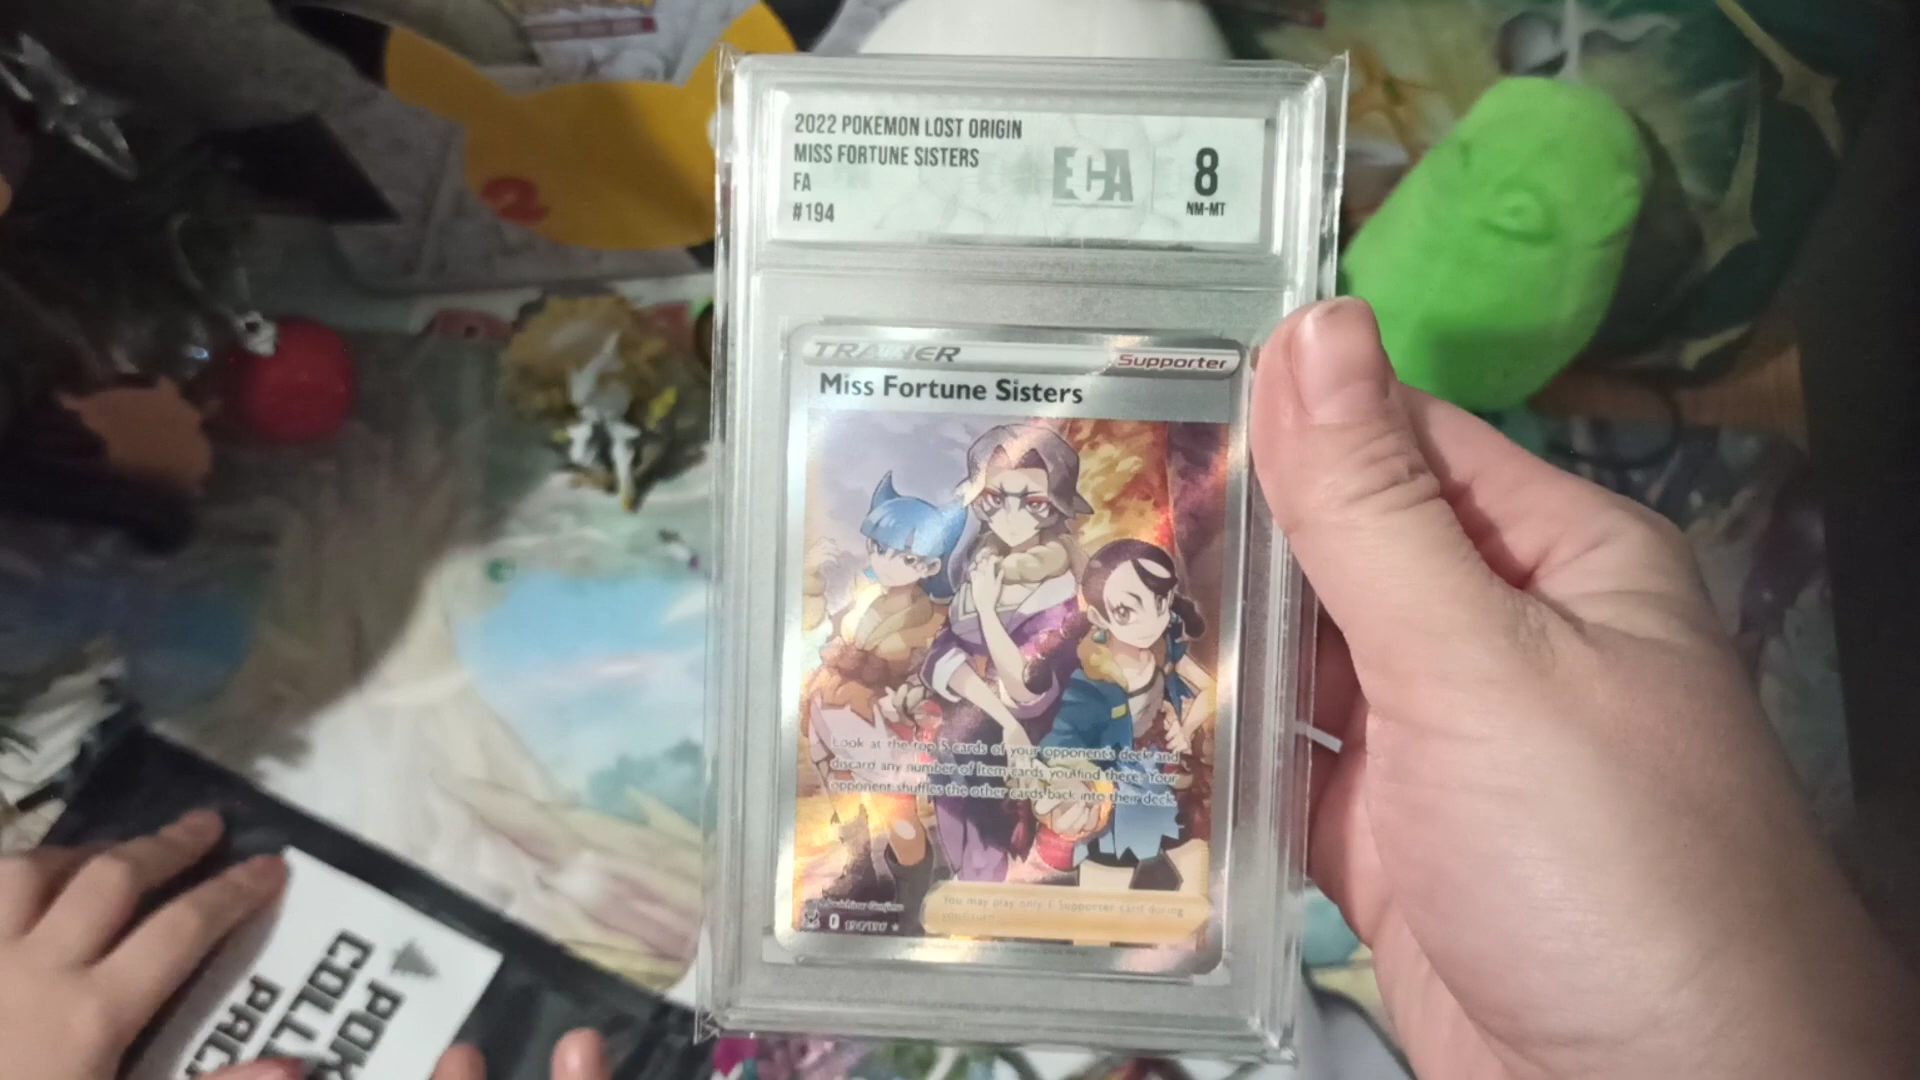 2022 POKEMON LOST ORIGIN
MISS FORTUNE SISTERS
FA
#194
EGA
8
NM-MT
TRAINER
Supporter
Miss Fortune Sisters
Look at the top 5 cards of your opponent's deck and
discard any number of Item cards you find there. Your
opponent shuffles the other cards back into their deck.
You may play only 1 Supporter card during
your turn.
2
POK
COLL
PAC